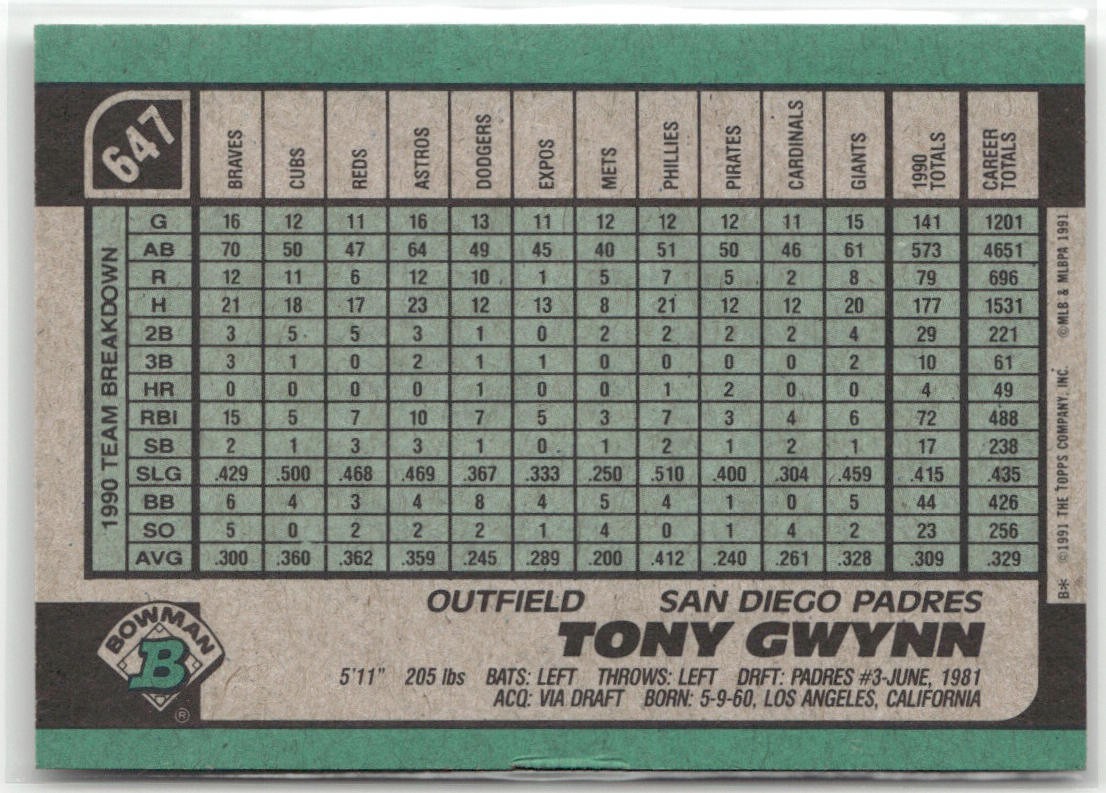 647
BRAVES CUBS REDS ASTROS DODGERS EXPOS METS PHILLIES PIRATES CARDINALS GIANTS 1990 TOTALS CAREER TOTALS
1990 TEAM BREAKDOWN
G 16 12 11 16 13 11 12 12 12 11 15 141 1201
AB 70 50 47 64 49 45 40 51 50 46 61 573 4651
R 12 11 6 12 10 1 5 7 5 2 8 79 696
H 21 18 17 23 12 13 8 21 12 12 20 177 1531
2B 3 5 5 3 1 0 2 2 2 2 4 29 221
3B 3 1 0 2 1 1 0 0 0 0 2 10 61
HR 0 0 0 0 1 0 0 1 2 0 0 4 49
RBI 15 5 7 10 7 5 3 7 3 4 6 72 488
SB 2 1 3 3 1 0 1 2 1 2 1 17 238
SLG .429 .500 .468 .469 .367 .333 .250 .510 .400 .304 .459 .415 .435
BB 6 4 3 4 8 4 5 4 1 0 5 44 426
SO 5 0 2 2 2 1 4 0 1 4 2 23 256
AVG .300 .360 .362 .359 .245 .289 .200 .412 .240 .261 .328 .309 .329
B* ©1991 THE TOPPS COMPANY, INC. ©MLB & MLBPA 1991
OUTFIELD SAN DIEGO PADRES
TONY GWYNN
BOWMAN
B
®
5'11" 205 lbs BATS: LEFT THROWS: LEFT DRFT: PADRES #3-JUNE, 1981
ACQ: VIA DRAFT BORN: 5-9-60, LOS ANGELES, CALIFORNIA